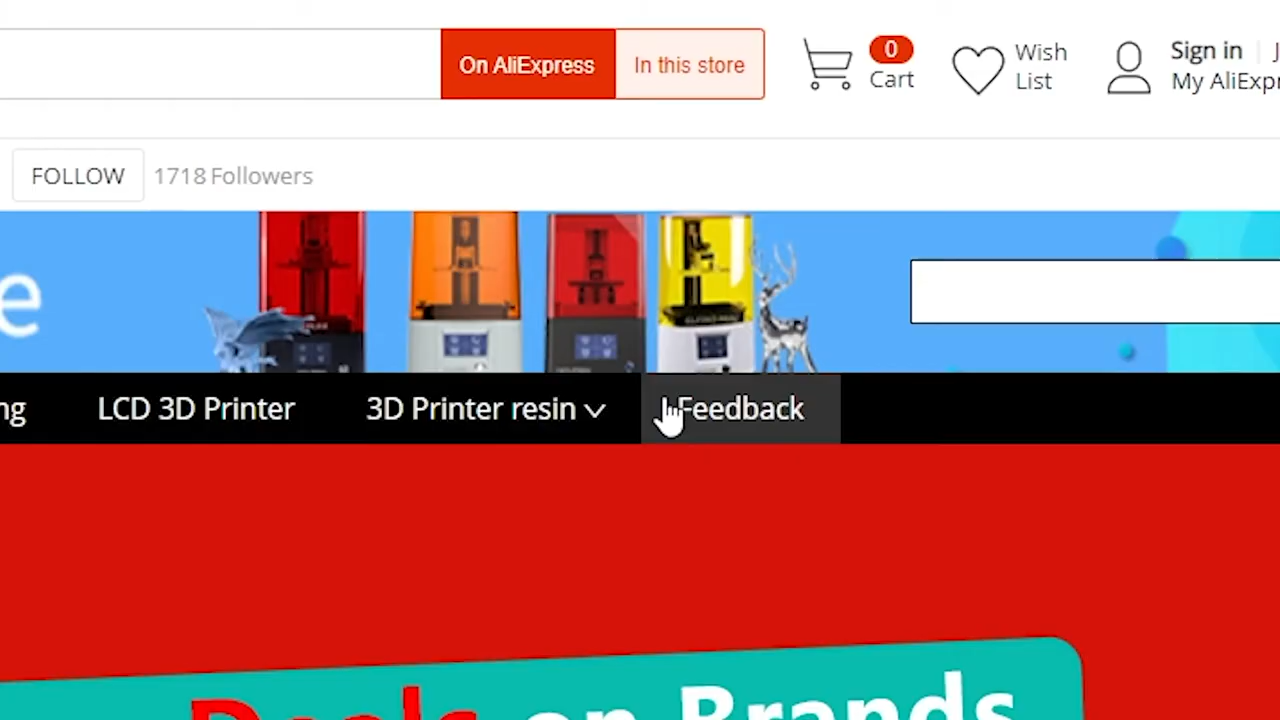 On AliExpress In this store
0
Cart
Wish
List
Sign in
My AliExpr
FOLLOW 1718 Followers
e
ng LCD 3D Printer 3D Printer resin Feedback
Deals on Brands